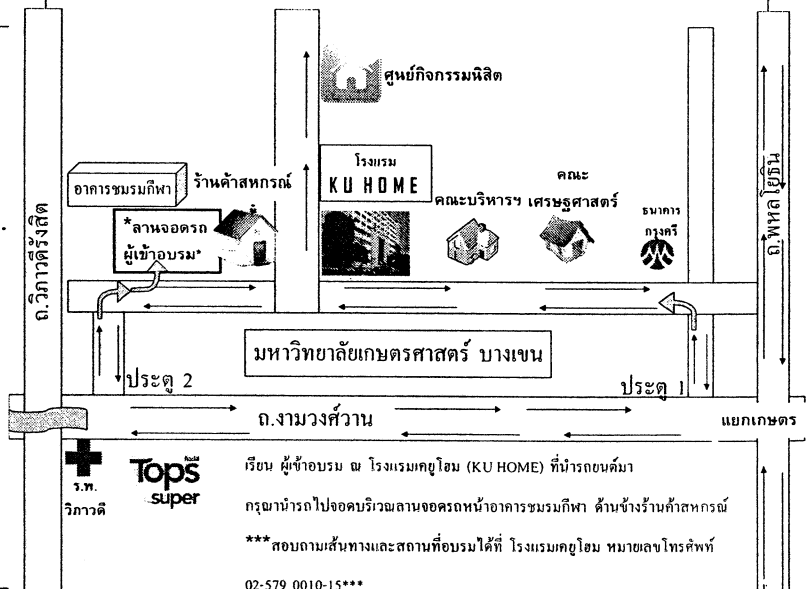 ศูนย์กิจกรรมนิสิต
โรงแรม
KU HOME
อาคารชมรมกีฬา
ร้านค้าสหกรณ์
*ลานจอดรถ
ผู้เข้าอบรม*
คณะบริหารฯ
คณะ
เศรษฐศาสตร์
ธนาคาร
กรุงศรี
ถ.วิภาวดีรังสิต
ถ.พหลโยธิน
มหาวิทยาลัยเกษตรศาสตร์ บางเขน
ประตู 2
ประตู 1
ถ.งามวงศ์วาน
แยกเกษตร
ร.พ.
วิภาวดี
Tops
super
เรียน ผู้เข้าอบรม ณ โรงแรมเคยูโฮม (KU HOME) ที่นำรถยนต์มา
กรุณานำรถไปจอดบริเวณลานจอดรถหน้าอาคารชมรมกีฬา ด้านข้างร้านค้าสหกรณ์
***สอบถามเส้นทางและสถานที่อบรมได้ที่ โรงแรมเคยูโฮม หมายเลขโทรศัพท์
02-579 0010-15***